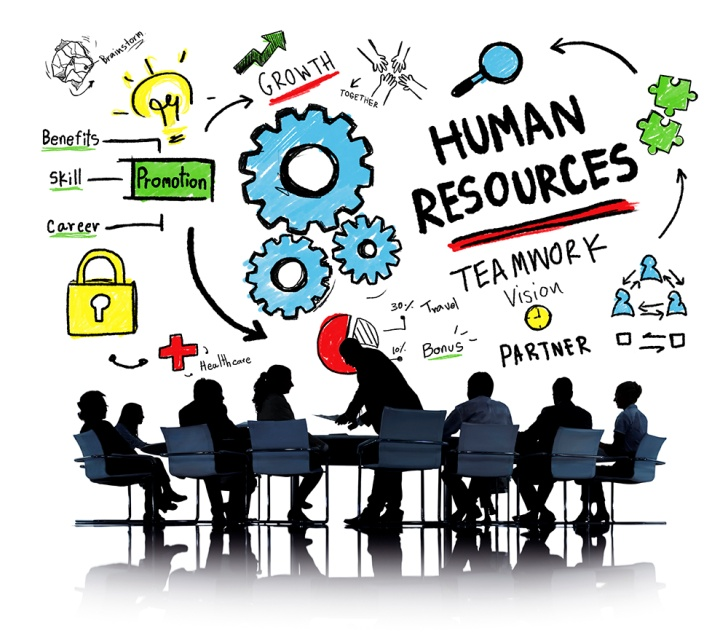 Brainstorm
GROWTH
TOGETHER
Benefits
Skill
Promotion
Career
HUMAN
RESOURCES
TEAMWORK
Vision
PARTNER
30% Travel
10% Bonus
Healthcare